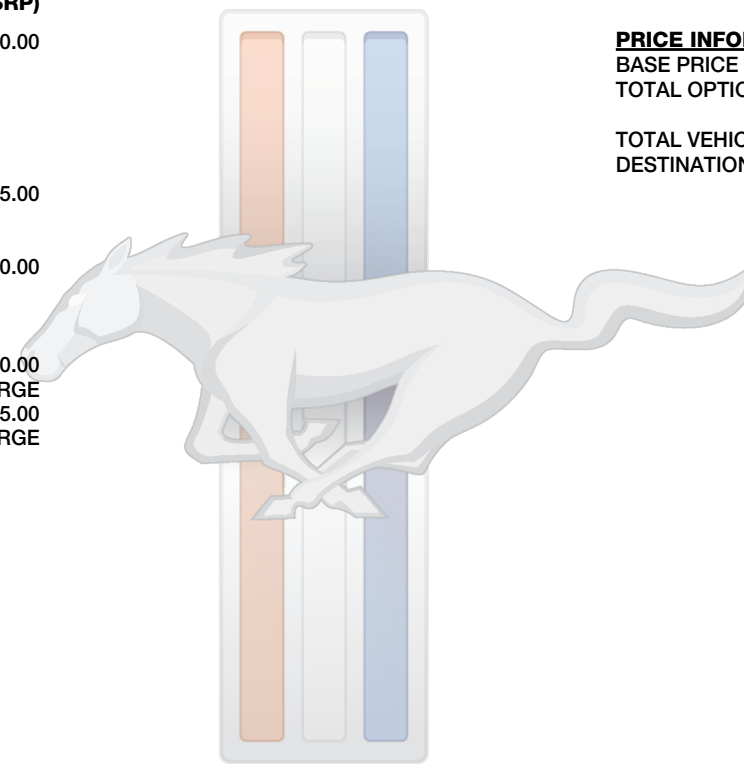 SRP)
0.00
5.00
0.00
0.00
RGE
5.00
RGE
PRICE INFO
BASE PRICE
TOTAL OPTIO
TOTAL VEHIC
DESTINATION